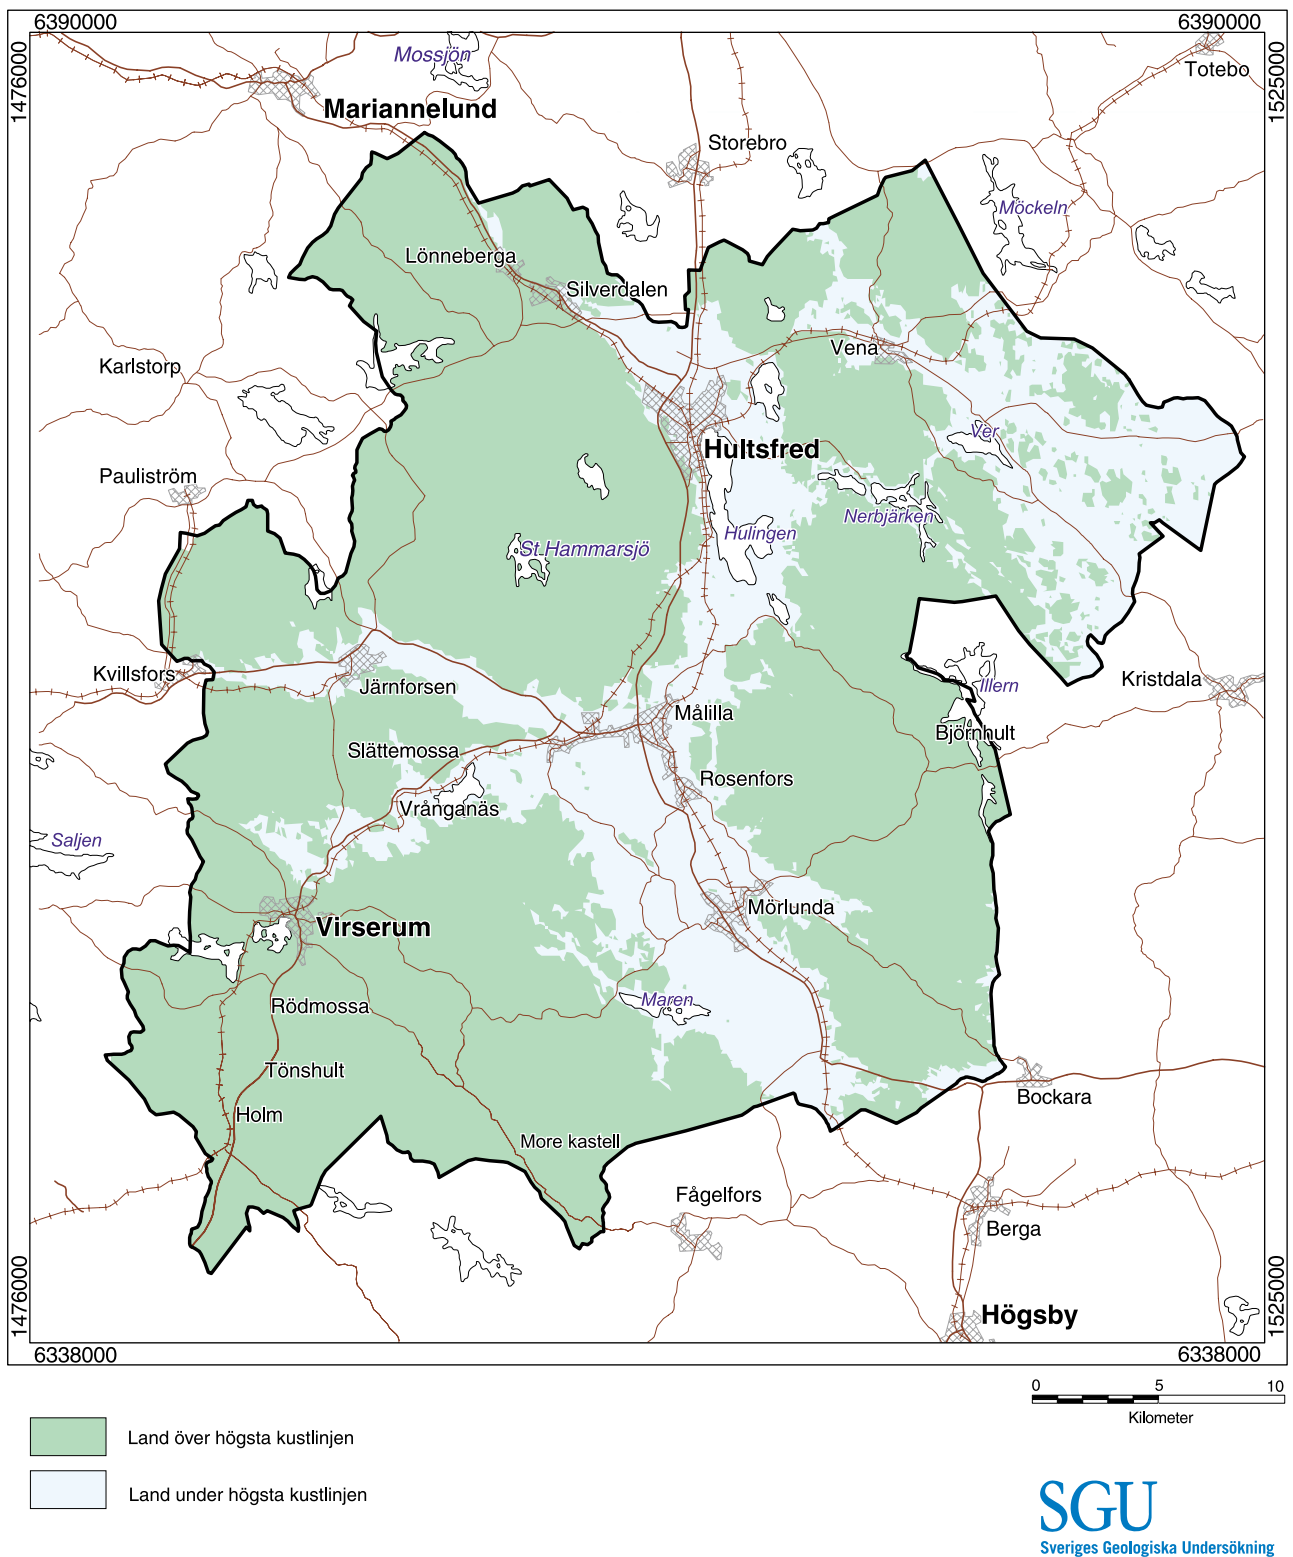 6390000
6390000
1476000
1525000
Mossjön
Totebo
Mariannelund
Storebro
Möckeln
Lönneberga
Silverdalen
Vena
Karlstorp
Ver
Hultsfred
Pauliström
Nerbjärken
Hulingen
St Hammarsjö
Kvillsfors
Järnforsen
Illern
Kristdala
Målilla
Björnhult
Slättemossa
Rosenfors
Vrånganäs
Saljen
Mörlunda
Virserum
Maren
Rödmossa
Tönshult
Bockara
Holm
More kastell
Fågelfors
Berga
Högsby
1476000
1525000
6338000
6338000
0 5 10
Kilometer
Land över högsta kustlinjen
Land under högsta kustlinjen
SGU
Sveriges Geologiska Undersökning